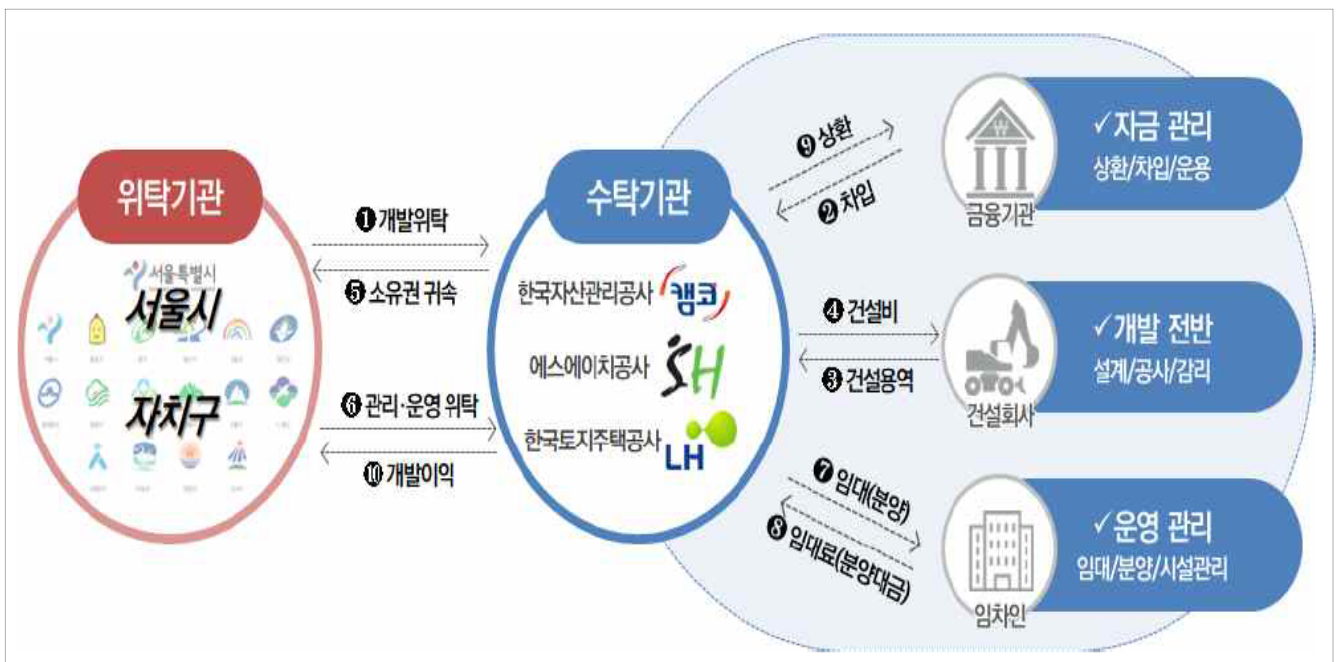 위탁기관
서울특별시
서울시
자치구
❶ 개발위탁
❺ 소유권 귀속
❻ 관리·운영 위탁
❿ 개발이익
수탁기관
한국자산관리공사 캠코
에스에이치공사 SH
한국토지주택공사 LH
❾ 상환
❷ 차입
❹ 건설비
❸ 건설용역
❼ 임대(분양)
❽ 임대료(분양대금)
금융기관
✓자금 관리
상환/차입/운용
건설회사
✓개발 전반
설계/공사/감리
임차인
✓운영 관리
임대/분양/시설관리